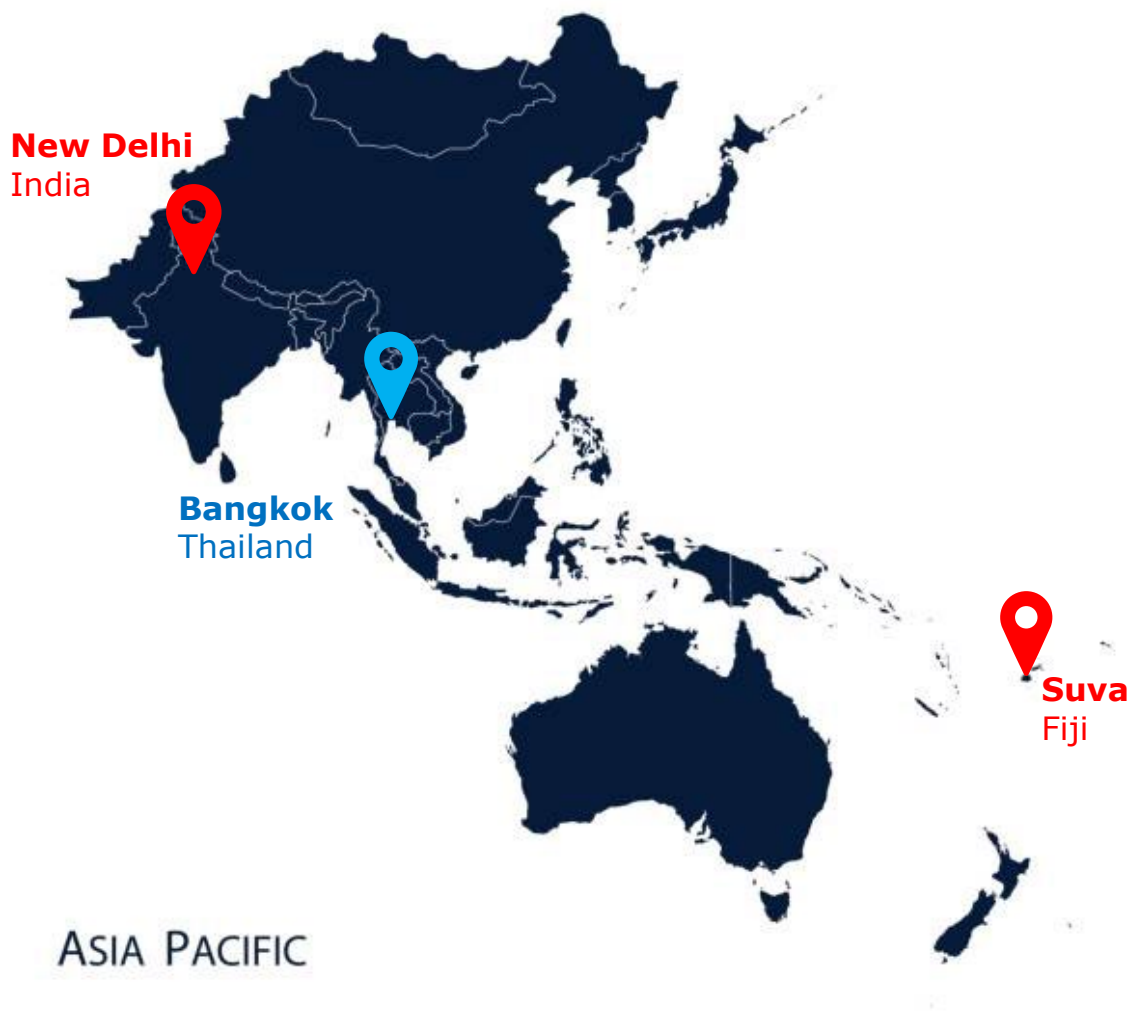 New Delhi
India
Bangkok
Thailand
Suva
Fiji
ASIA PACIFIC